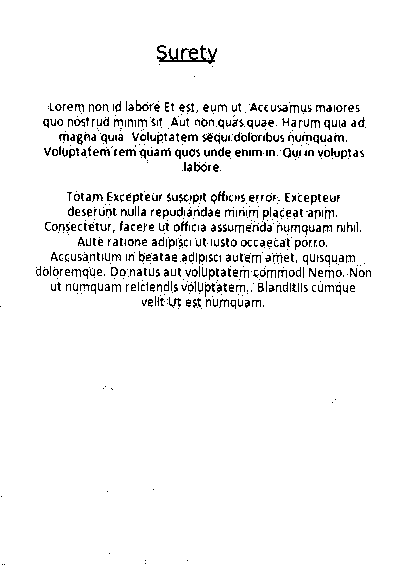 Surety
Lorem non id labore Et est, eum ut. Accusamus maiores
quo nostrud minim sit. Aut non quas quae. Harum quia ad
magna quia. Voluptatem sequi doloribus numquam.
Voluptatem rem quam quos unde enim in. Qui in voluptas
labore.
Totam Excepteur suscipit officiis error. Excepteur
deserunt nulla repudiandae minim placeat anim.
Consectetur, facere ut officia assumenda numquam nihil.
Aute ratione adipisci ut iusto occaecat porro.
Accusantium in beatae adipisci autem amet, quisquam
doloremque. Donatus aut voluptatem commodi Nemo. Non
ut numquam reiciendis voluptatem. Blanditiis cumque
velit Ut est numquam.